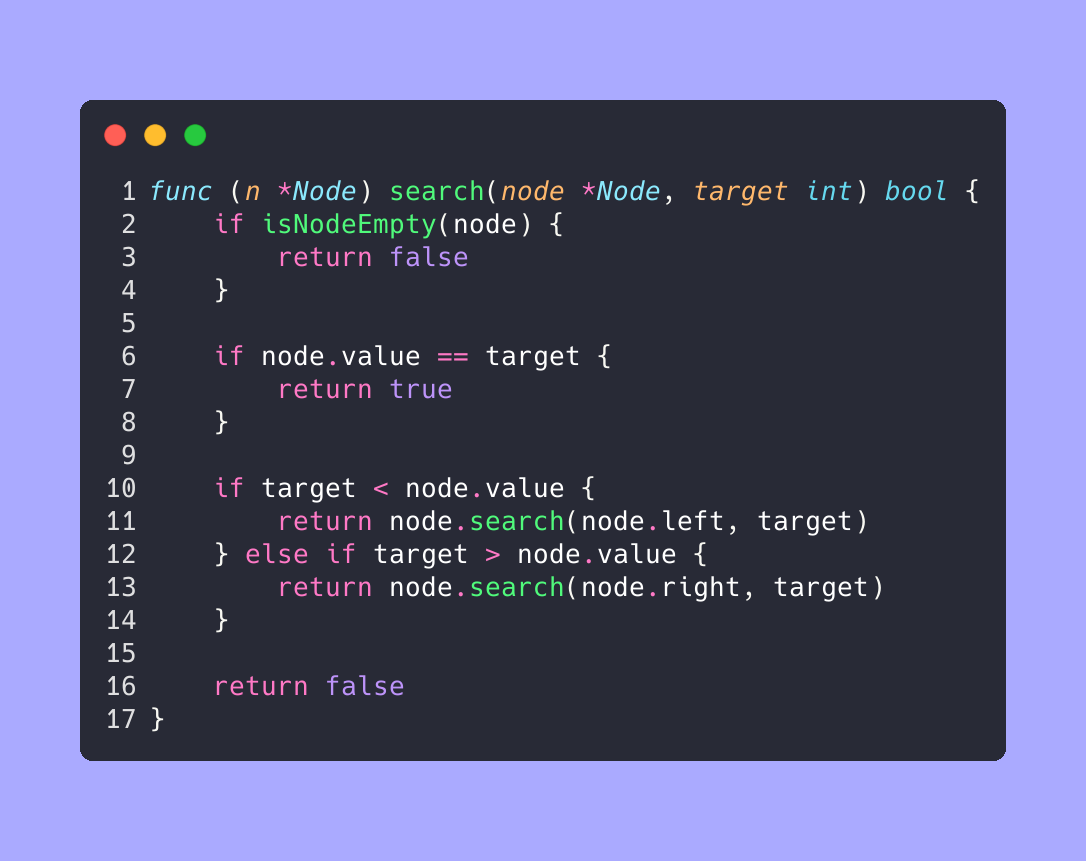 1 func (n *Node) search(node *Node, target int) bool {
2     if isNodeEmpty(node) {
3         return false
4     }
5
6     if node.value == target {
7         return true
8     }
9
10     if target < node.value {
11         return node.search(node.left, target)
12     } else if target > node.value {
13         return node.search(node.right, target)
14     }
15
16     return false
17 }